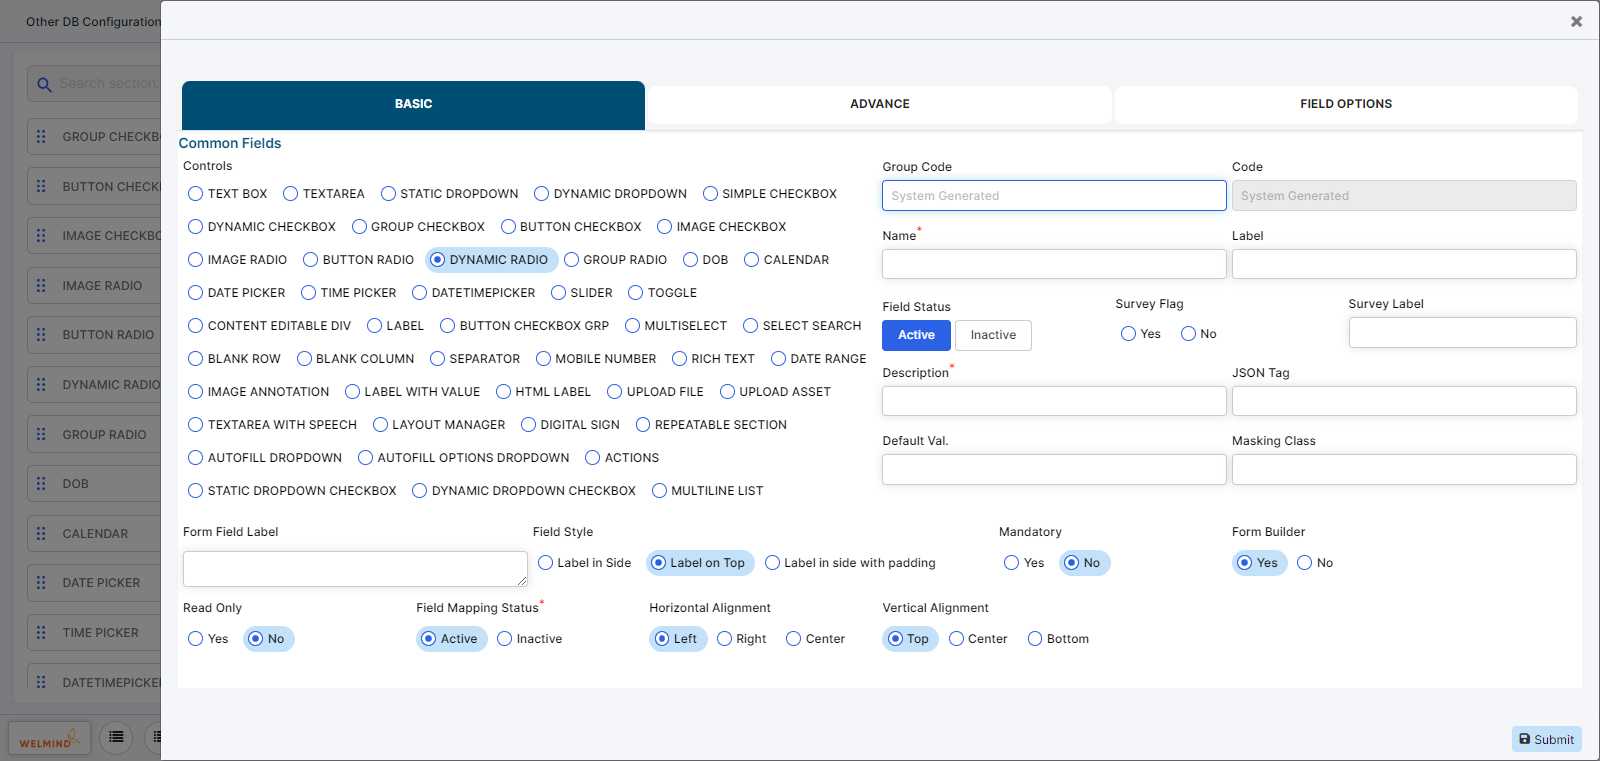 Other DB Configuration
Search section
GROUP CHECKB
BUTTON CHECK
IMAGE CHECKBO
IMAGE RADIO
BUTTON RADIO
DYNAMIC RADIO
GROUP RADIO
DOB
CALENDAR
DATE PICKER
TIME PICKER
DATETIMEPICKE
WELMIND
BASIC ADVANCE FIELD OPTIONS
Common Fields
Controls
TEXT BOX TEXTAREA STATIC DROPDOWN DYNAMIC DROPDOWN SIMPLE CHECKBOX
DYNAMIC CHECKBOX GROUP CHECKBOX BUTTON CHECKBOX IMAGE CHECKBOX
IMAGE RADIO BUTTON RADIO DYNAMIC RADIO GROUP RADIO DOB CALENDAR
DATE PICKER TIME PICKER DATETIMEPICKER SLIDER TOGGLE
CONTENT EDITABLE DIV LABEL BUTTON CHECKBOX GRP MULTISELECT SELECT SEARCH
BLANK ROW BLANK COLUMN SEPARATOR MOBILE NUMBER RICH TEXT DATE RANGE
IMAGE ANNOTATION LABEL WITH VALUE HTML LABEL UPLOAD FILE UPLOAD ASSET
TEXTAREA WITH SPEECH LAYOUT MANAGER DIGITAL SIGN REPEATABLE SECTION
AUTOFILL DROPDOWN AUTOFILL OPTIONS DROPDOWN ACTIONS
STATIC DROPDOWN CHECKBOX DYNAMIC DROPDOWN CHECKBOX MULTILINE LIST
Group Code Code
System Generated System Generated
Name* Label
Field Status Survey Flag Survey Label
Active Inactive Yes No
Description* JSON Tag
Default Val. Masking Class
Form Field Label Field Style Mandatory Form Builder
Label in Side Label on Top Label in side with padding Yes No Yes No
Read Only Field Mapping Status* Horizontal Alignment Vertical Alignment
Yes No Active Inactive Left Right Center Top Center Bottom
Submit